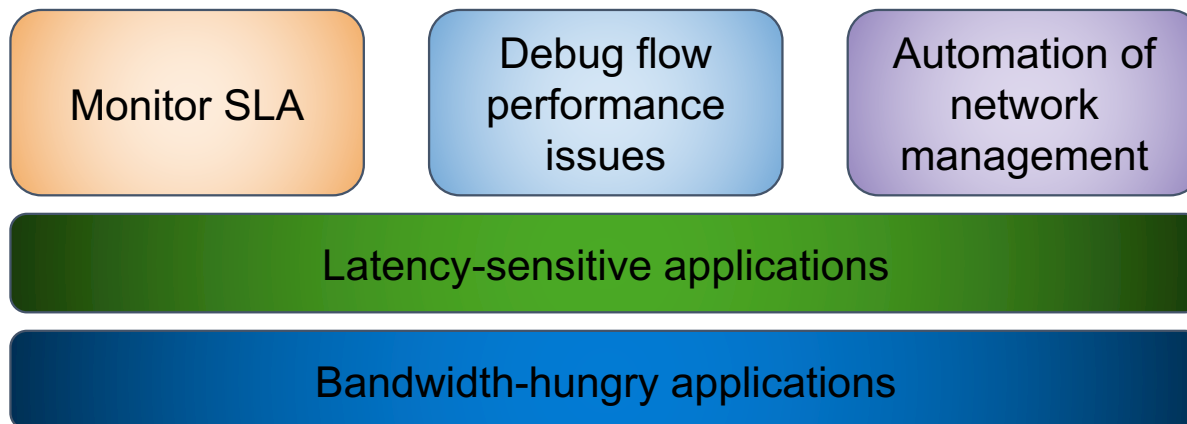 Monitor SLA
Debug flow
performance
issues
Automation of
network
management
Latency-sensitive applications
Bandwidth-hungry applications